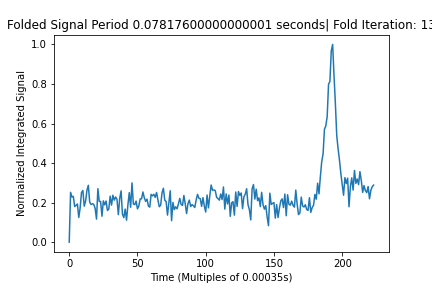 Folded Signal Period 0.07817600000000001 seconds| Fold Iteration: 13
Normalized Integrated Signal
1.0
0.8
0.6
0.4
0.2
0.0
0 50 100 150 200
Time (Multiples of 0.00035s)